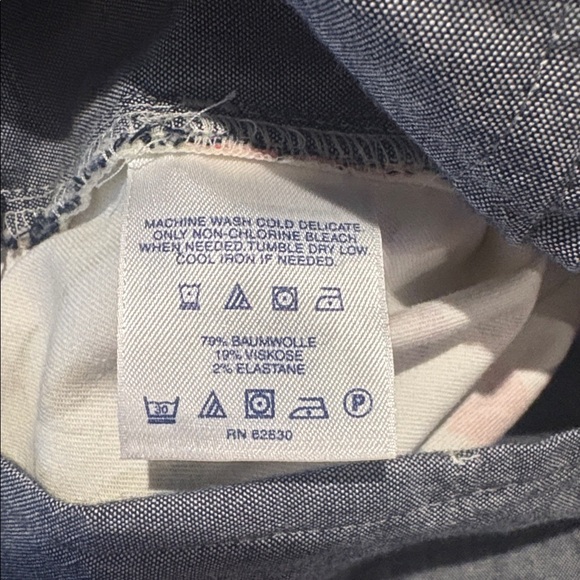 MACHINE WASH COLD DELICATE.
ONLY NON-CHLORINE BLEACH
WHEN NEEDED.TUMBLE DRY LOW.
COOL IRON IF NEEDED.
79% BAUMWOLLE
19% VISKOSE
2% ELASTANE
30 P
RN 62630